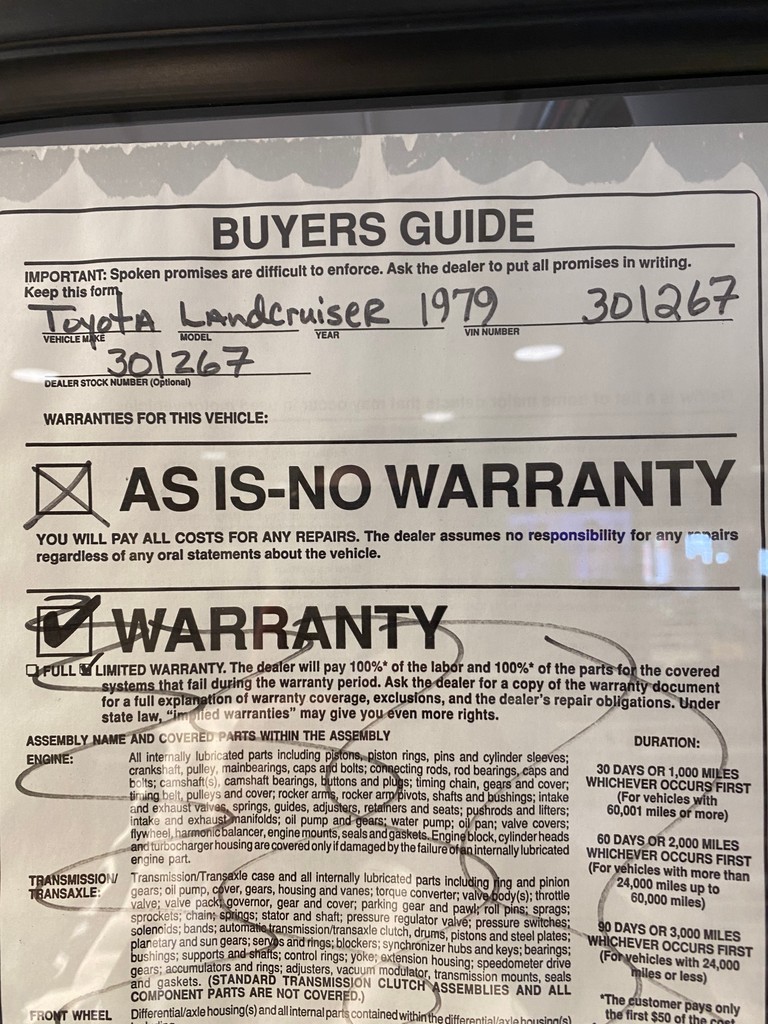 BUYERS GUIDE
IMPORTANT: Spoken promises are difficult to enforce. Ask the dealer to put all promises in writing.
Keep this form.
Toyota Landcruiser 1979 301267
VEHICLE MAKE MODEL YEAR VIN NUMBER
301267
DEALER STOCK NUMBER (Optional)
WARRANTIES FOR THIS VEHICLE:
AS IS-NO WARRANTY
YOU WILL PAY ALL COSTS FOR ANY REPAIRS. The dealer assumes no responsibility for any repairs
regardless of any oral statements about the vehicle.
WARRANTY
FULL LIMITED WARRANTY. The dealer will pay 100%* of the labor and 100%* of the parts for the covered
systems that fail during the warranty period. Ask the dealer for a copy of the warranty document
for a full explanation of warranty coverage, exclusions, and the dealer's repair obligations. Under
state law, "implied warranties" may give you even more rights.
ASSEMBLY NAME AND COVERED PARTS WITHIN THE ASSEMBLY
DURATION:
ENGINE:
All internally lubricated parts including pistons, piston rings, pins and cylinder sleeves;
crankshaft, pulley, mainbearings, caps and bolts; connecting rods, rod bearings, caps and
bolts; camshaft(s), camshaft bearings, buttons and plugs; timing chain, gears and cover;
timing belt, pulleys and cover; rocker arms, rocker arm pivots, shafts and bushings; intake
and exhaust valves, springs, guides, adjusters, retainers and seats; pushrods and lifters;
intake and exhaust manifolds; oil pump and gears; water pump; oil pan; valve covers;
flywheel, harmonic balancer, engine mounts, seals and gaskets. Engine block, cylinder heads
and turbocharger housing are covered only if damaged by the failure of an internally lubricated
engine part.
30 DAYS OR 1,000 MILES
WHICHEVER OCCURS FIRST
(For vehicles with
60,001 miles or more)
60 DAYS OR 2,000 MILES
WHICHEVER OCCURS FIRST
(For vehicles with more than
24,000 miles up to
60,000 miles)
TRANSMISSION/
TRANSAXLE:
Transmission/Transaxle case and all internally lubricated parts including ring and pinion
gears; oil pump, cover, gears, housing and vanes; torque converter; valve body(s); throttle
valve; valve pack; governor, gear and cover; parking gear and pawl; roll pins; sprags;
sprockets; chain; springs; stator and shaft; pressure regulator valve; pressure switches;
solenoids; bands; automatic transmission/transaxle clutch, drums, pistons and steel plates;
planetary and sun gears; servos and rings; blockers; synchronizer hubs and keys; bearings;
bushings; supports and shafts; control rings; yoke; extension housing; speedometer drive
gears; accumulators and rings; adjusters, vacuum modulator, transmission mounts, seals
and gaskets. (STANDARD TRANSMISSION CLUTCH ASSEMBLIES AND ALL
COMPONENT PARTS ARE NOT COVERED.)
90 DAYS OR 3,000 MILES
WHICHEVER OCCURS FIRST
(For vehicles with 24,000
miles or less)
*The customer pays only
the first $50 of the cost
FRONT WHEEL
Differential/axle housing(s) and all internal parts contained within the differential/axle housing(s)